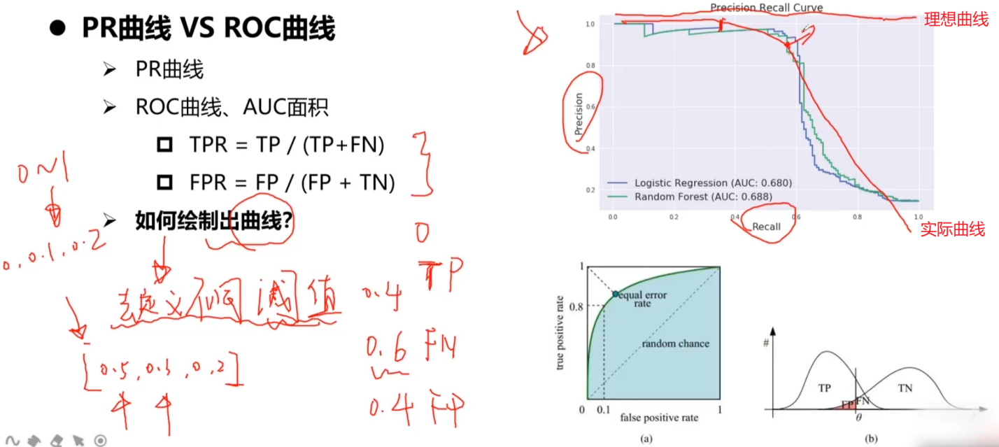 ● PR曲线 VS ROC曲线
➢ PR曲线
➢ ROC曲线、AUC面积
TPR = TP / (TP+FN)
FPR = FP / (FP + TN)
➢ 如何绘制出曲线?
0~1
0, 0.1, 0.2
去定义不同阈值
[0.5, 0.3, 0.2]
0
TP
0.4
0.6 FN
0.4 FP
Precision Recall Curve
理想曲线
1.0
0.8
0.6
0.4
0.2
Precision
Logistic Regression (AUC: 0.680)
Random Forest (AUC: 0.688)
0.0 0.2 0.4 0.6 0.8 1.0
Recall
实际曲线
1
0.8
equal error
rate
random chance
true positive rate
0 0.1 1
false positive rate
(a)
#
TP TN
FP FN
θ
(b)